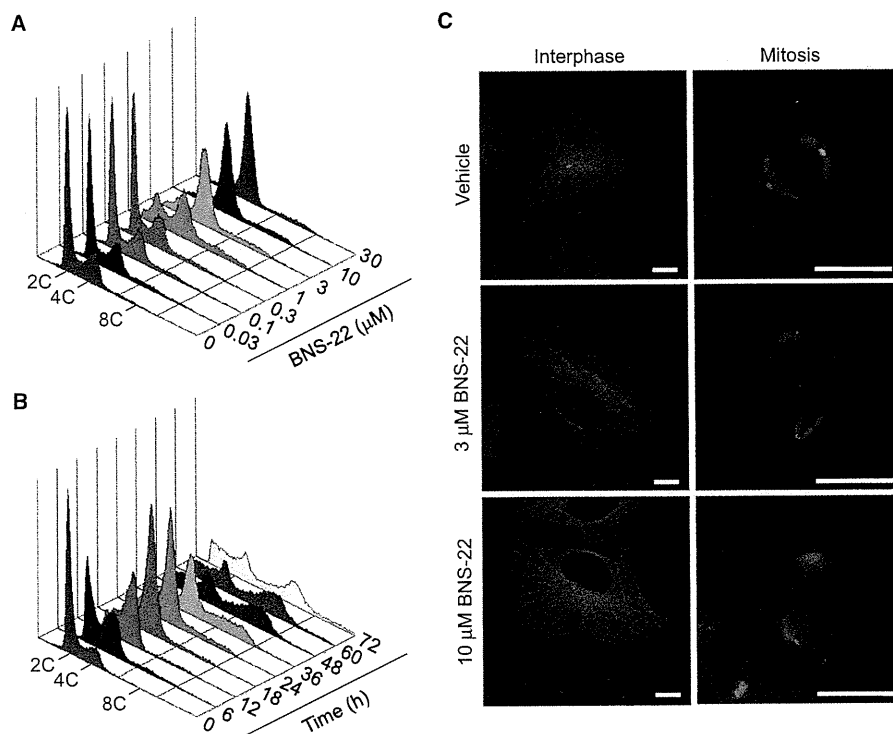 A
2C
4C
8C
0
0.03
0.1
0.3
1
3
10
30
BNS-22 (μM)
B
2C
4C
8C
0
6
12
18
24
36
48
60
72
Time (h)
C
Interphase
Mitosis
Vehicle
3 μM BNS-22
10 μM BNS-22